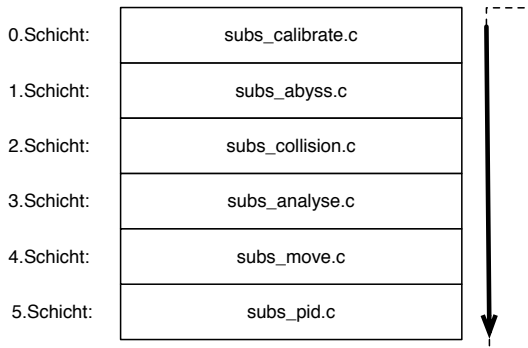 0.Schicht: subs_calibrate.c
1.Schicht: subs_abyss.c
2.Schicht: subs_collision.c
3.Schicht: subs_analyse.c
4.Schicht: subs_move.c
5.Schicht: subs_pid.c